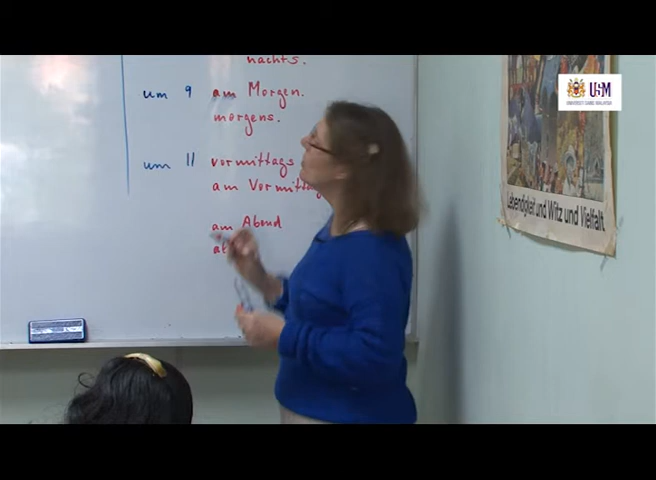 nachts.
um 9 am Morgen.
morgens.
um 11 vormittags
am Vormittag
am Abend
ab
USM
UNIVERSITI SAINS MALAYSIA
Lebendigkeit und Witz und Vielfalt